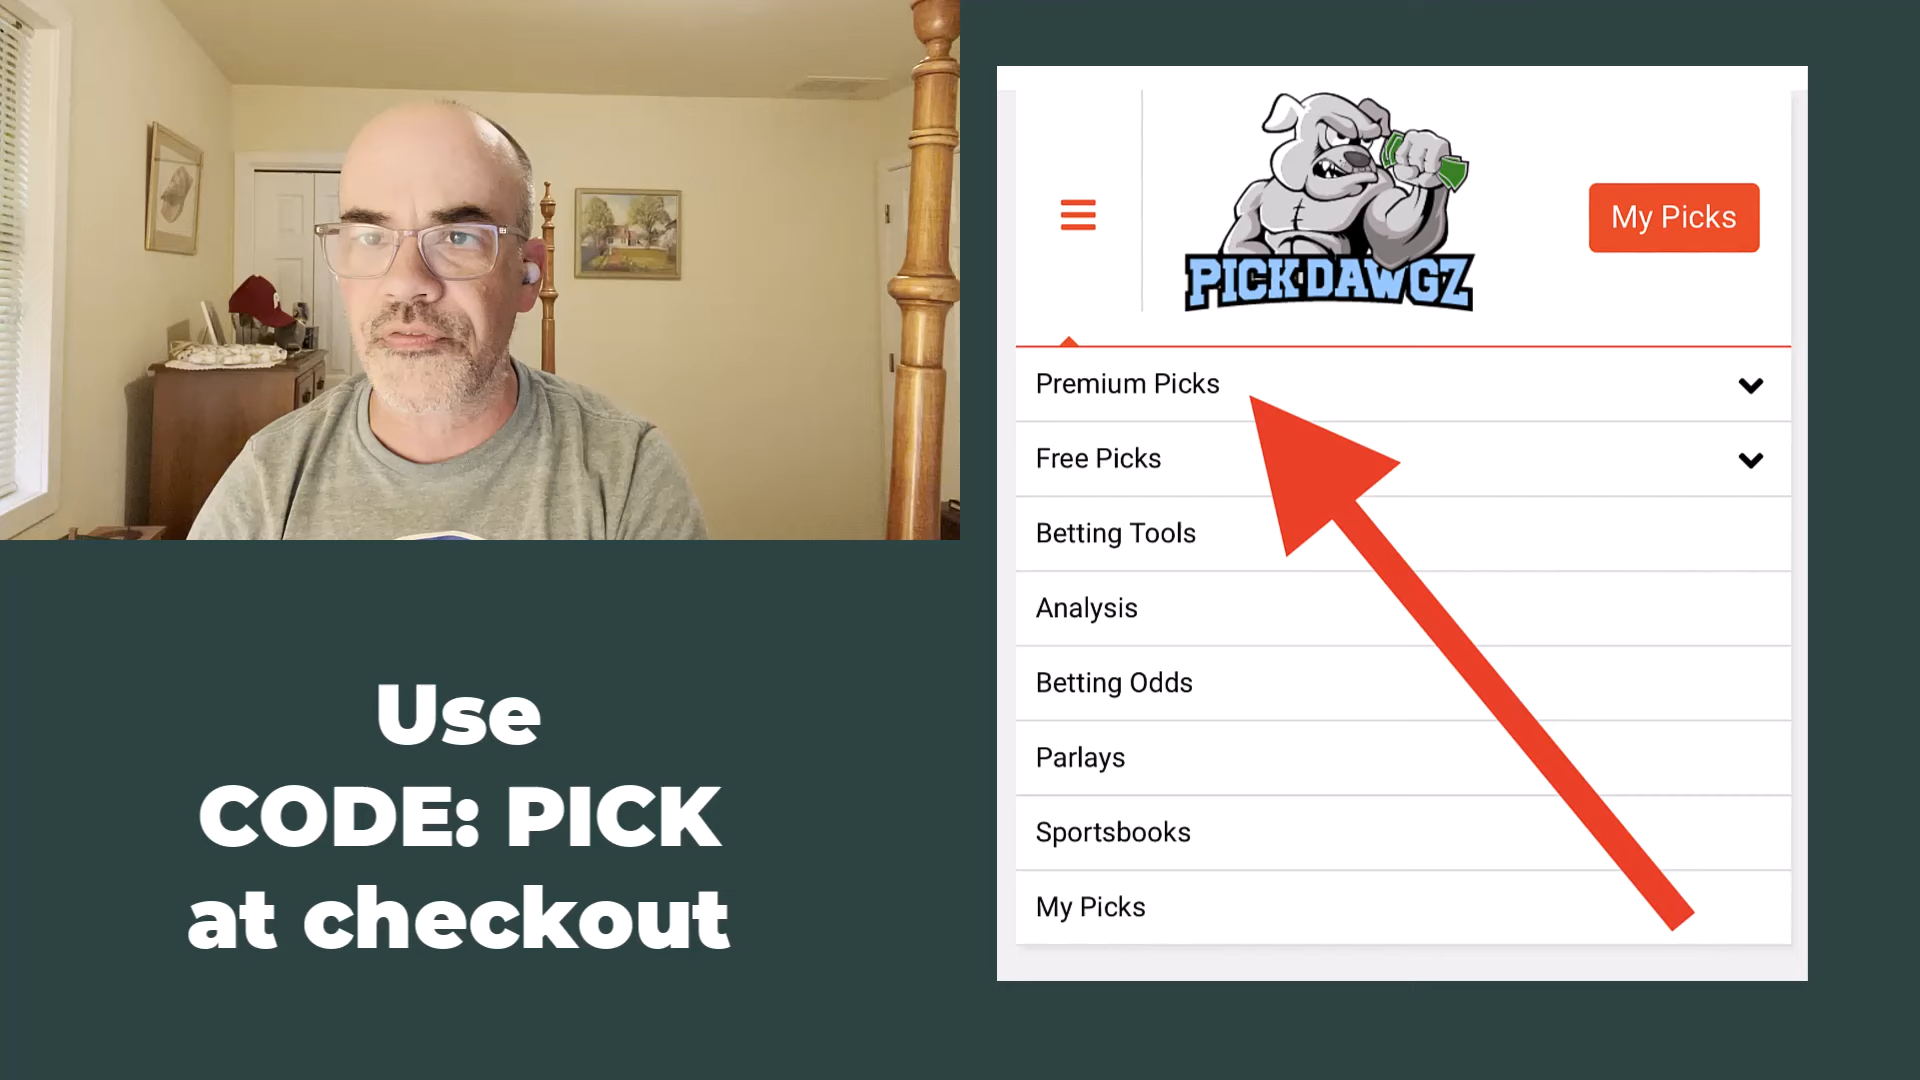 Use
CODE: PICK
at checkout
PICKDAWGZ
My Picks
Premium Picks
Free Picks
Betting Tools
Analysis
Betting Odds
Parlays
Sportsbooks
My Picks